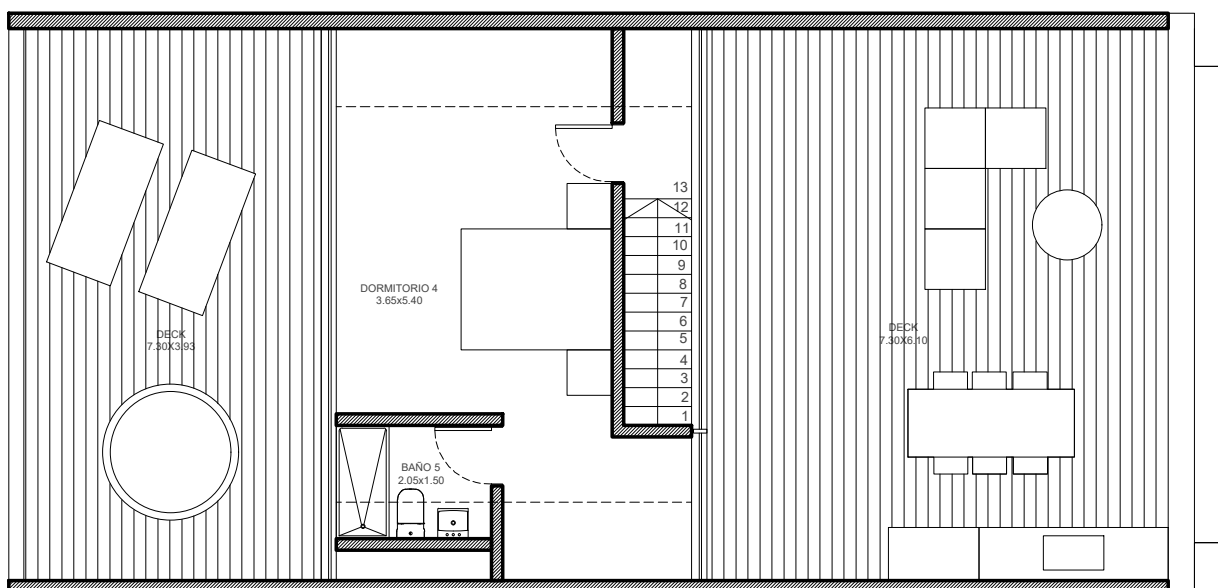 13
12
11
10
9
8
7
6
5
4
3
2
1
DORMITORIO 4
3.65x5.40
DECK
7.30X3.93
DECK
7.30X6.10
BAÑO 5
2.05x1.50